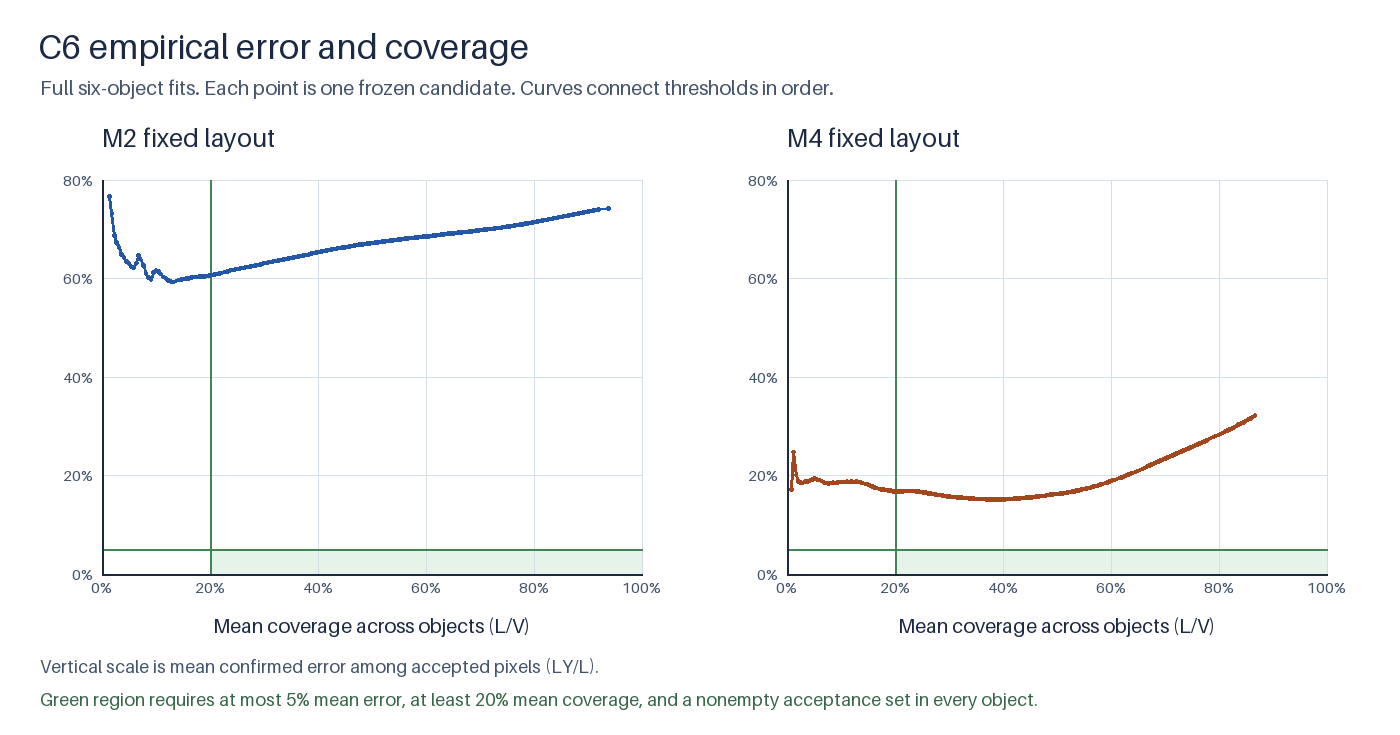 C6 empirical error and coverage
Full six-object fits. Each point is one frozen candidate. Curves connect thresholds in order.
M2 fixed layout
80%
60%
40%
20%
0%
0% 20% 40% 60% 80% 100%
Mean coverage across objects (L/V)
M4 fixed layout
80%
60%
40%
20%
0%
0% 20% 40% 60% 80% 100%
Mean coverage across objects (L/V)
Vertical scale is mean confirmed error among accepted pixels (LY/L).
Green region requires at most 5% mean error, at least 20% mean coverage, and a nonempty acceptance set in every object.